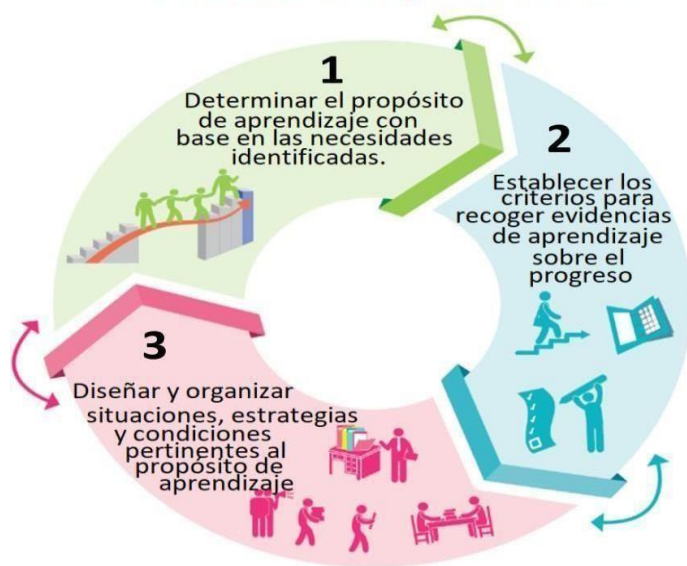 1
Determinar el propósito
de aprendizaje con
base en las necesidades
identificadas.
2
Establecer los
criterios para
recoger evidencias
de aprendizaje
sobre el
progreso
3
Diseñar y organizar
situaciones, estrategias
y condiciones
pertinentes al
propósito de
aprendizaje